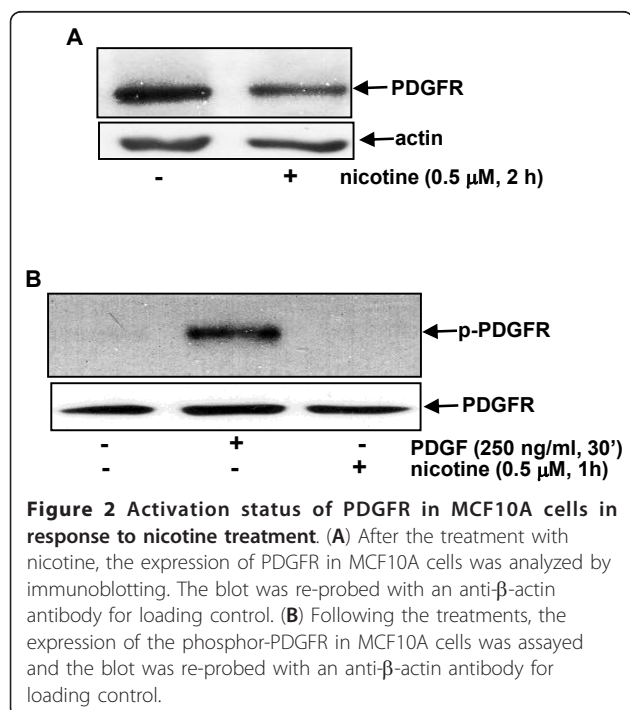 A
PDGFR
actin
- + nicotine (0.5 μM, 2 h)
B
p-PDGFR
PDGFR
- + - PDGF (250 ng/ml, 30')
- - + nicotine (0.5 μM, 1h)
Figure 2 Activation status of PDGFR in MCF10A cells in
response to nicotine treatment. (A) After the treatment with
nicotine, the expression of PDGFR in MCF10A cells was analyzed by
immunoblotting. The blot was re-probed with an anti-β-actin
antibody for loading control. (B) Following the treatments, the
expression of the phosphor-PDGFR in MCF10A cells was assayed
and the blot was re-probed with an anti-β-actin antibody for
loading control.